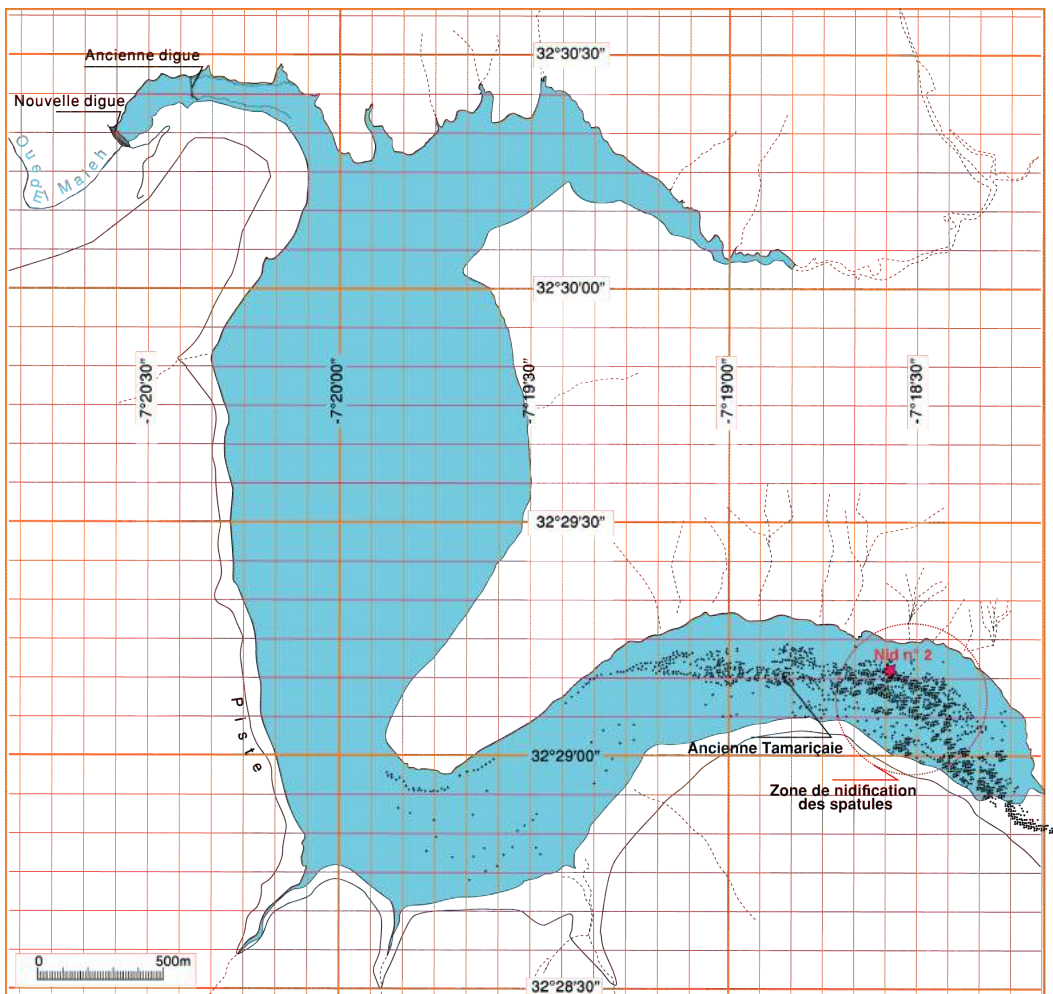 Ancienne digue
32°30'30"
Nouvelle digue
Oued
El Maleh
32°30'00"
-7°20'30"
-7°20'00"
-7°19'30"
-7°19'00"
-7°18'30"
32°29'30"
Nid n° 2
Piste
Ancienne Tamariçaie
32°29'00"
Zone de nidification
des spatules
0 500m
32°28'30"